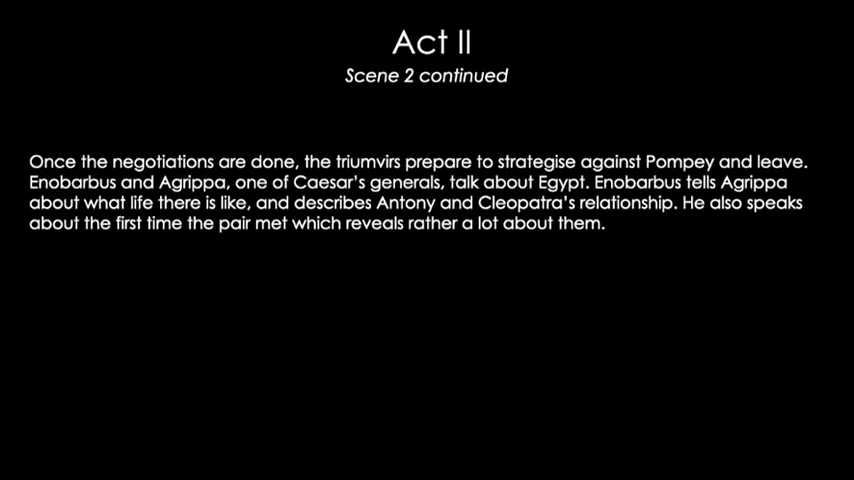 Act II
Scene 2 continued
Once the negotiations are done, the triumvirs prepare to strategise against Pompey and leave.
Enobarbus and Agrippa, one of Caesar's generals, talk about Egypt. Enobarbus tells Agrippa
about what life there is like, and describes Antony and Cleopatra's relationship. He also speaks
about the first time the pair met which reveals rather a lot about them.